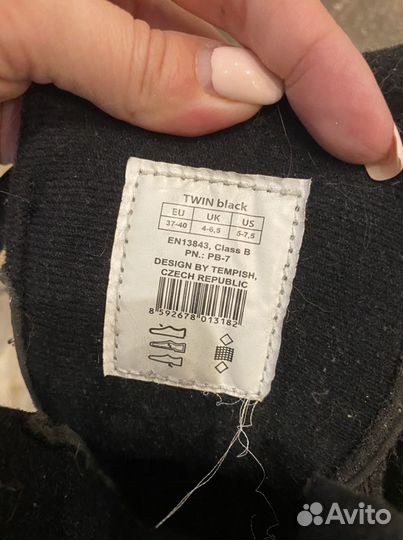 TWIN black
EU UK US
37-40 4-6,5 5-7,5
EN13843, Class B
PN.: PB-7
DESIGN BY TEMPISH,
CZECH REPUBLIC
8 592678 013182
Avito